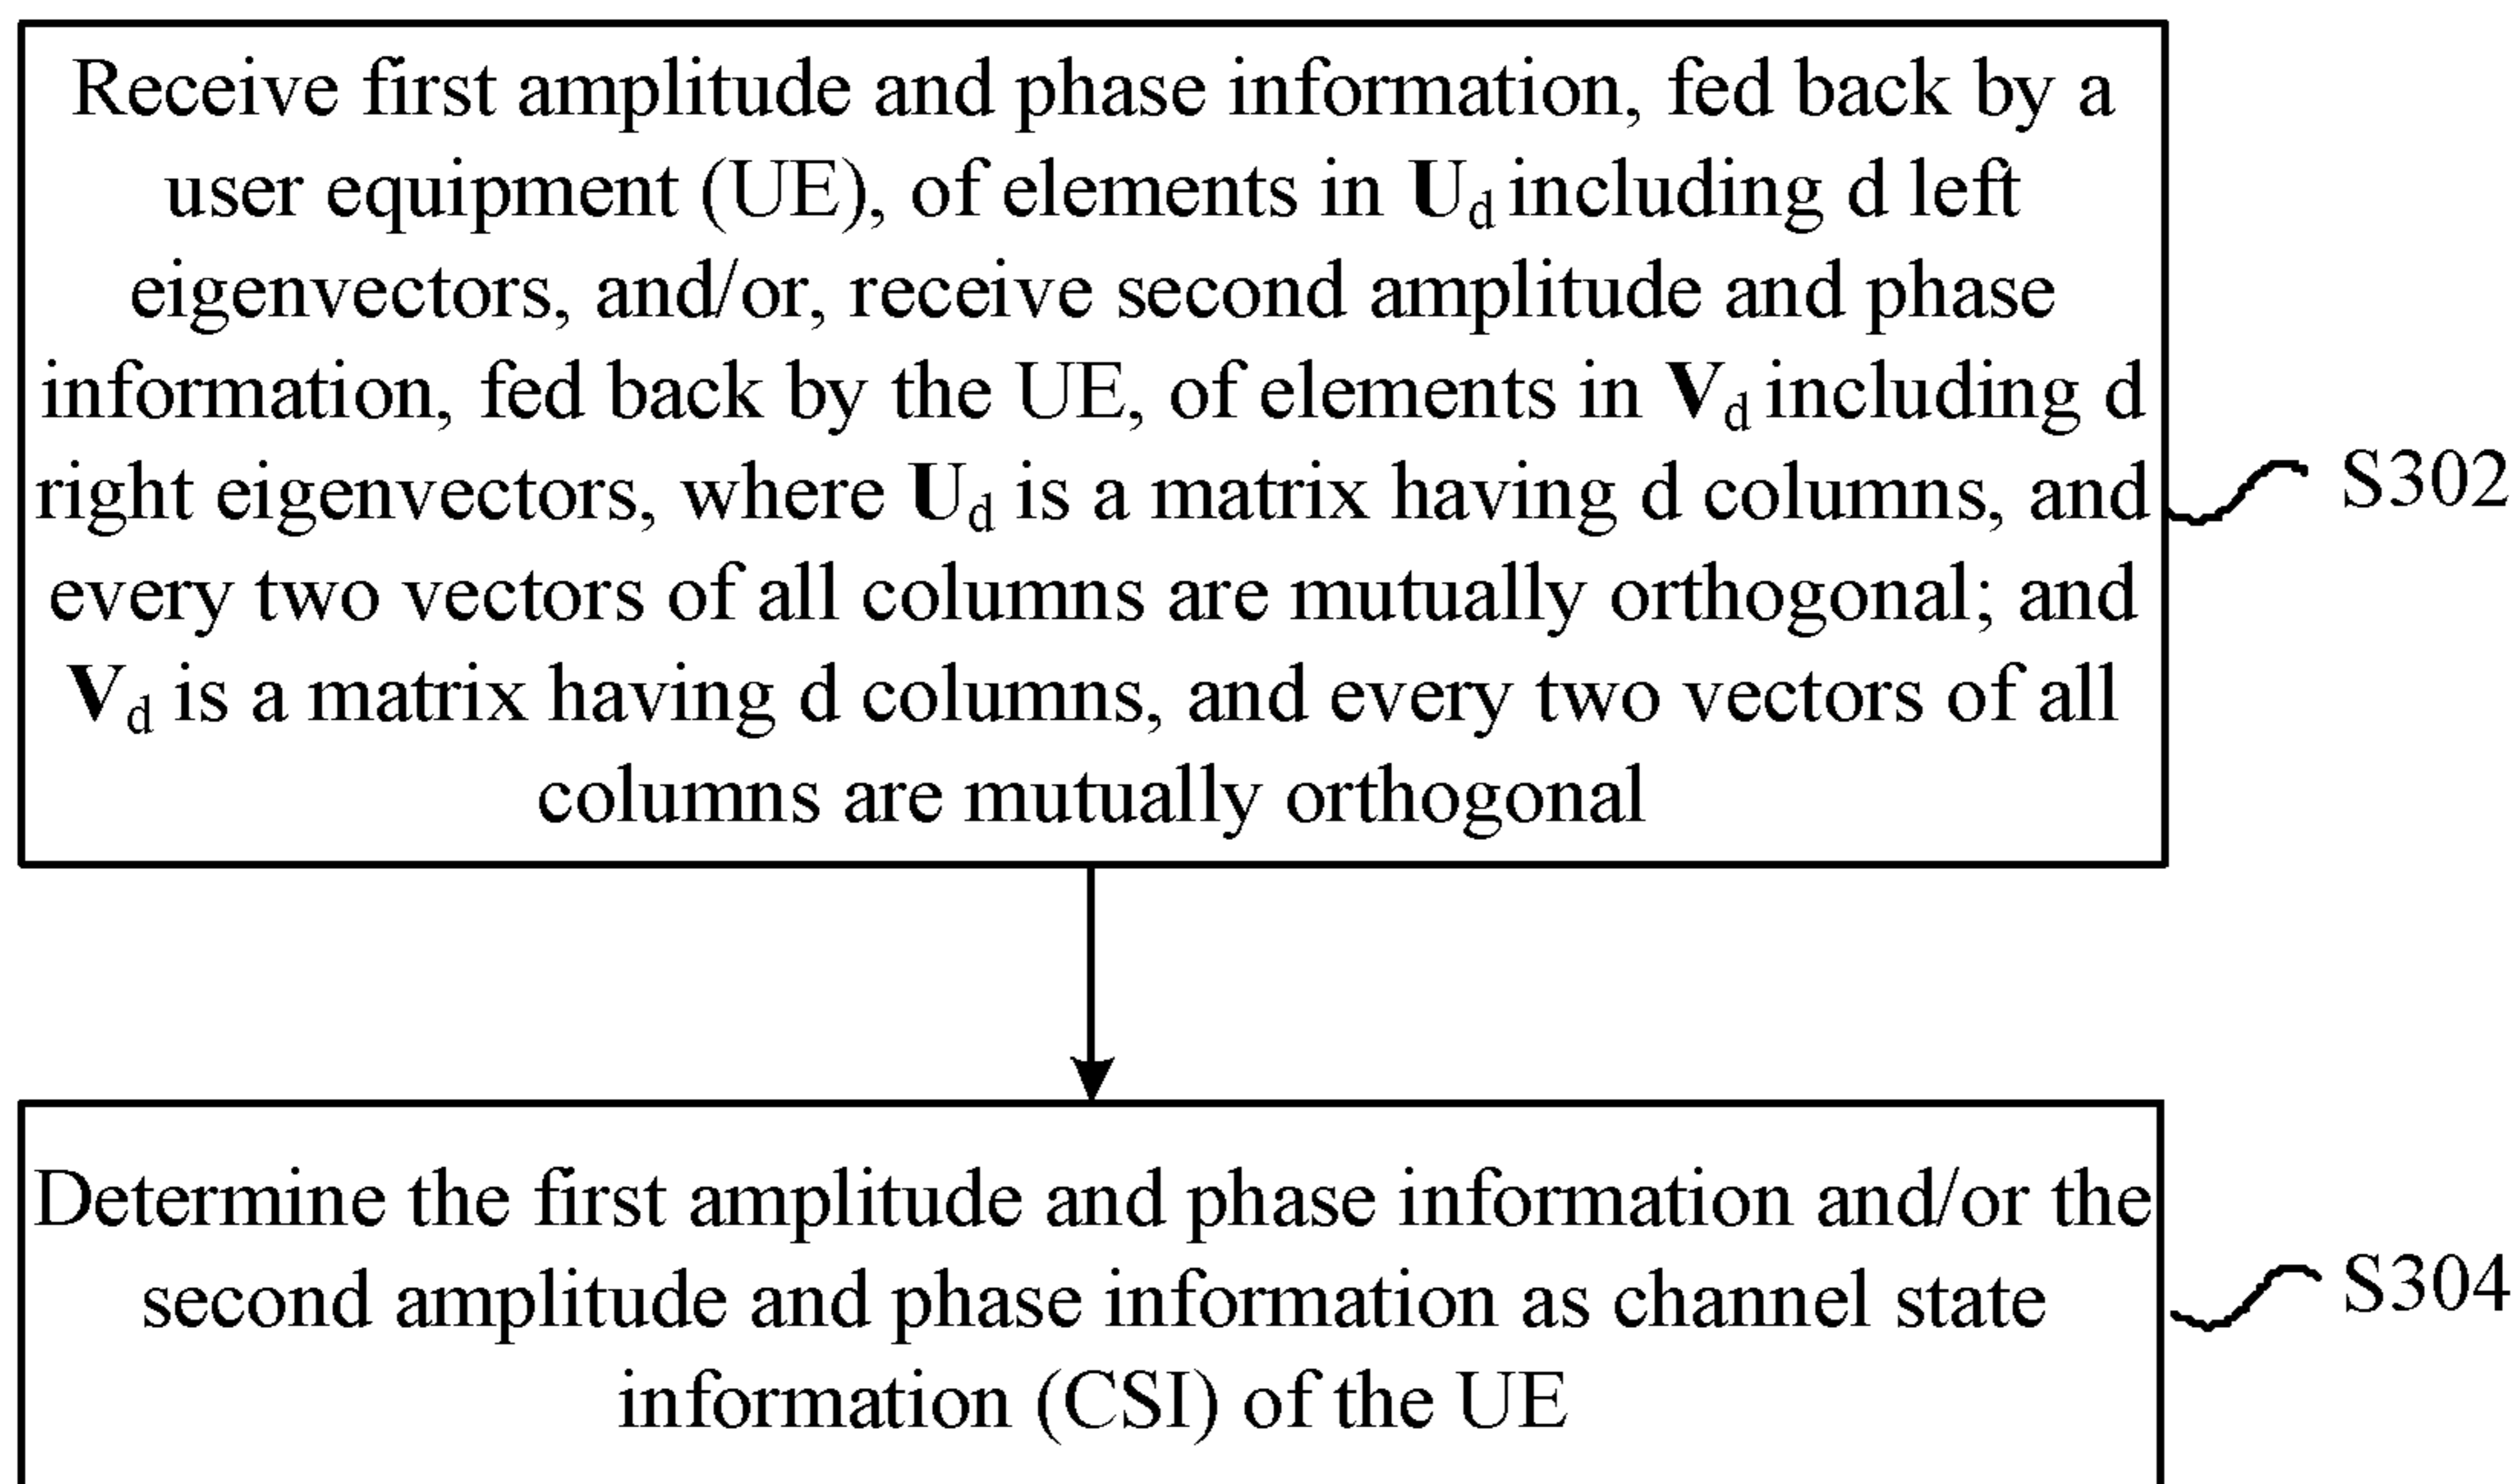 Receive first amplitude and phase information, fed back by a
user equipment (UE), of elements in U_d including d left
eigenvectors, and/or, receive second amplitude and phase
information, fed back by the UE, of elements in V_d including d
right eigenvectors, where U_d is a matrix having d columns, and
every two vectors of all columns are mutually orthogonal; and
V_d is a matrix having d columns, and every two vectors of all
columns are mutually orthogonal
S302
Determine the first amplitude and phase information and/or the
second amplitude and phase information as channel state
information (CSI) of the UE
S304